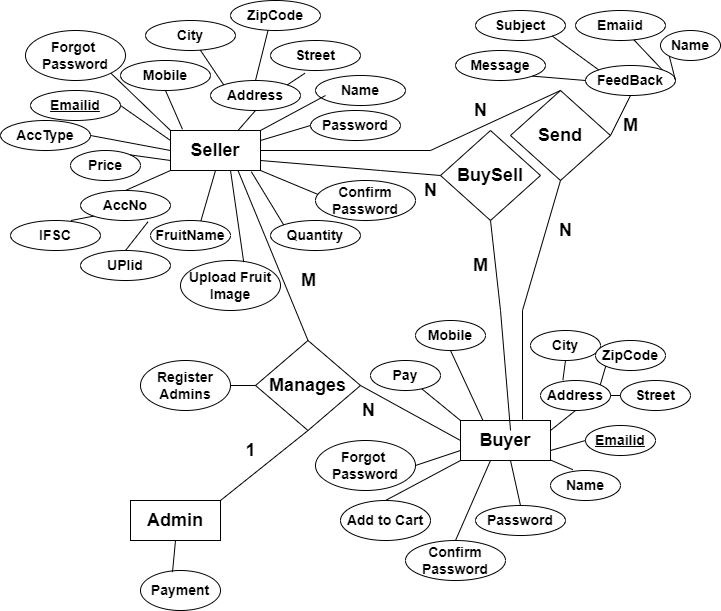 ZipCode
City
Subject
Emaiid
Name
Forgot
Password
Mobile
Street
Message
FeedBack
Emailid
Address
Name
AccType
Password
N
M
Send
Seller
Price
BuySell
Confirm
Password
N
AccNo
IFSC
FruitName
Quantity
N
UPIid
Upload Fruit
Image
M
M
Mobile
City
ZipCode
Register
Admins
Manages
Pay
Address
Street
N
Buyer
Emailid
1
Forgot
Password
Name
Admin
Add to Cart
Password
Confirm
Password
Payment